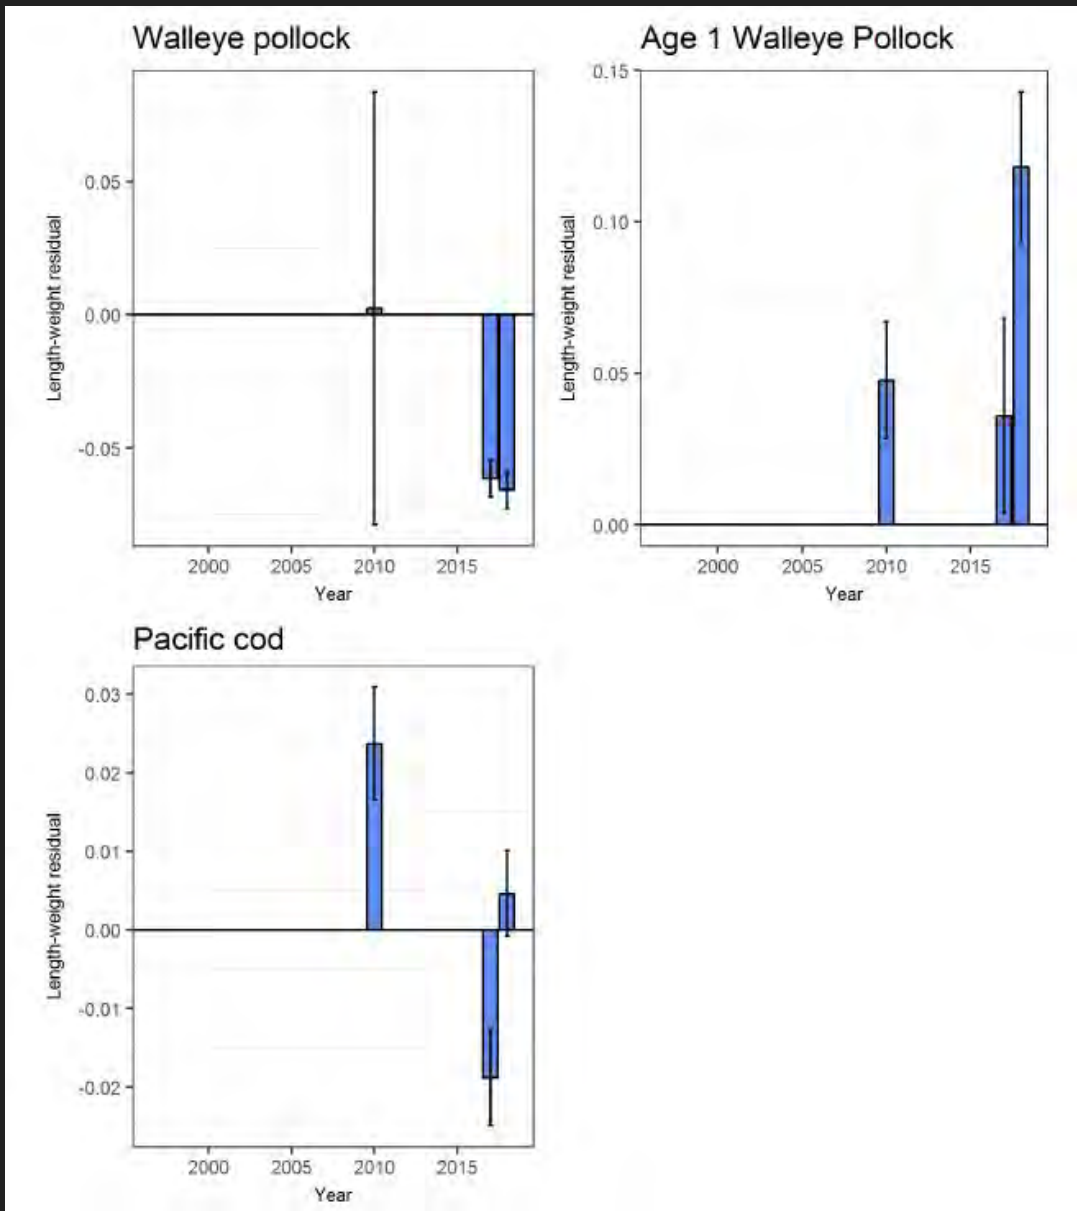 Walleye pollock
0.05
0.00
-0.05
Length-weight residual
2000 2005 2010 2015
Year
Age 1 Walleye Pollock
0.15
0.10
0.05
0.00
Length-weight residual
2000 2005 2010 2015
Year
Pacific cod
0.03
0.02
0.01
0.00
-0.01
-0.02
Length-weight residual
2000 2005 2010 2015
Year